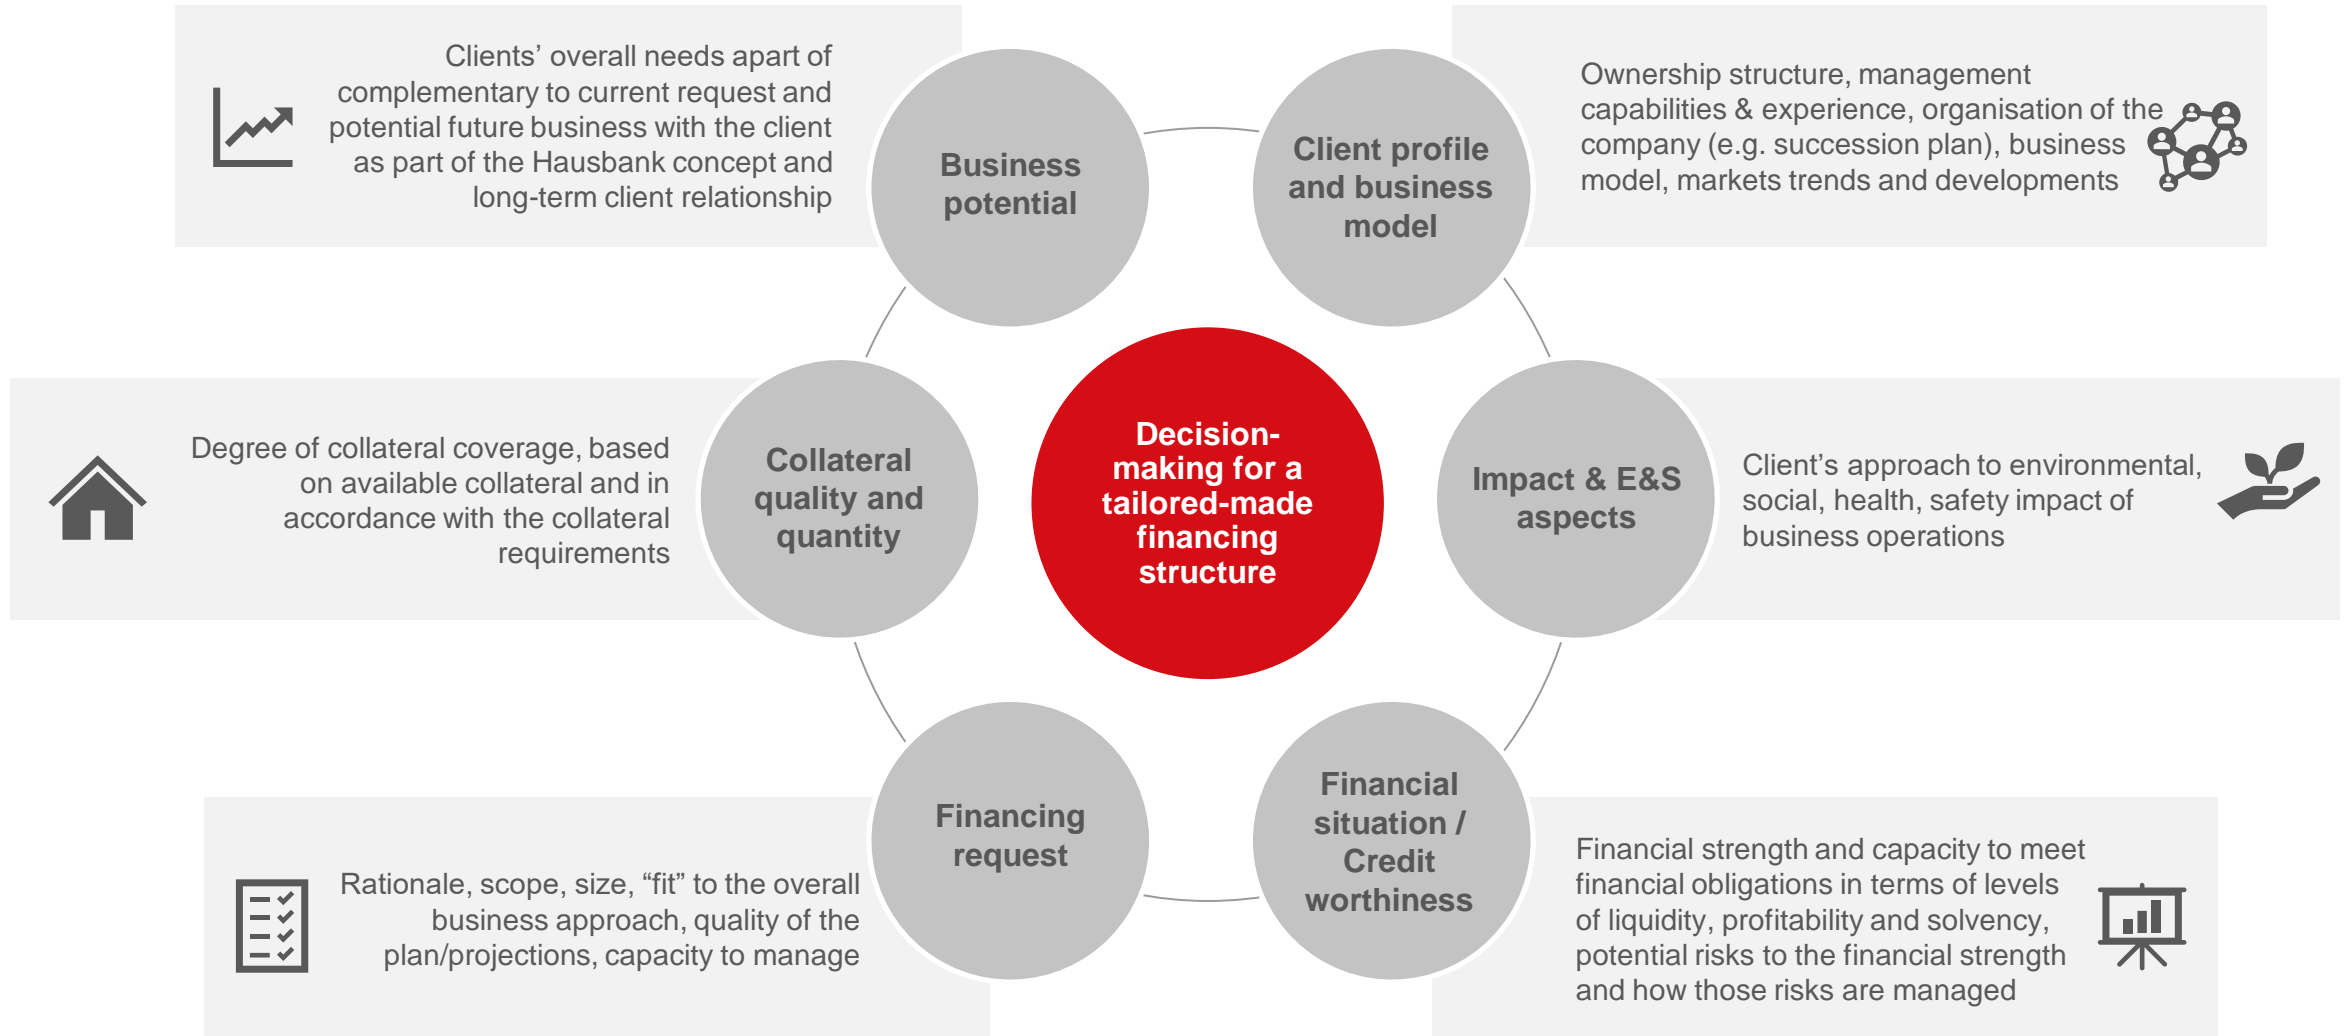 Clients’ overall needs apart of
complementary to current request and
potential future business with the client
as part of the Hausbank concept and
long-term client relationship
Business
potential
Client profile
and business
model
Ownership structure, management
capabilities & experience, organisation of the
company (e.g. succession plan), business
model, markets trends and developments
Degree of collateral coverage, based
on available collateral and in
accordance with the collateral
requirements
Collateral
quality and
quantity
Decision-
making for a
tailored-made
financing
structure
Impact & E&S
aspects
Client’s approach to environmental,
social, health, safety impact of
business operations
Rationale, scope, size, “fit” to the overall
business approach, quality of the
plan/projections, capacity to manage
Financing
request
Financial
situation /
Credit
worthiness
Financial strength and capacity to meet
financial obligations in terms of levels
of liquidity, profitability and solvency,
potential risks to the financial strength
and how those risks are managed